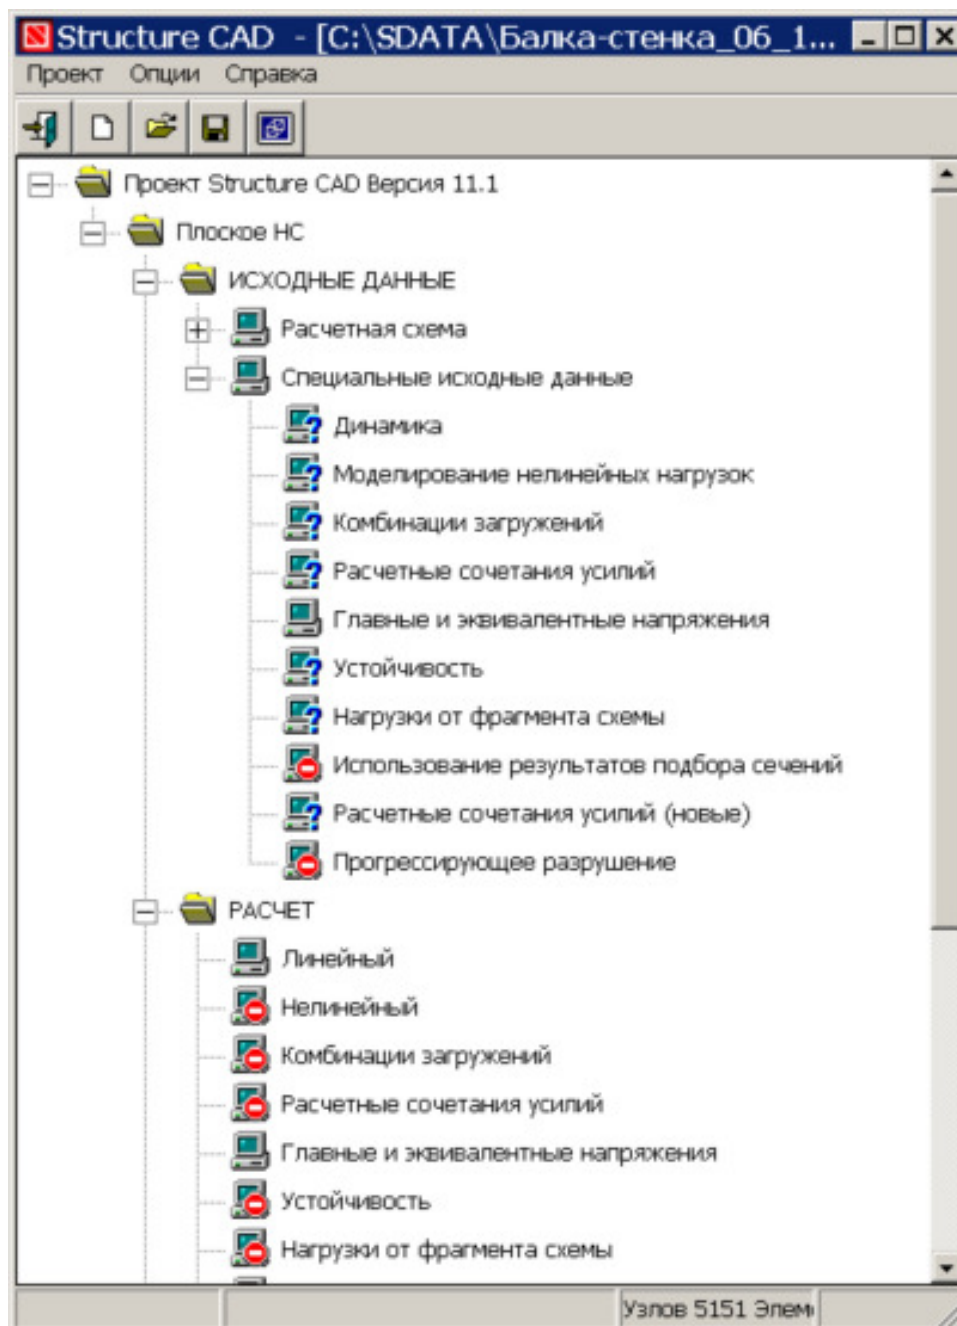 Structure CAD - [C:\SDATA\Балка-стенка_06_1...
Проект Опции Справка
Проект Structure CAD Версия 11.1
Плоское НС
ИСХОДНЫЕ ДАННЫЕ
Расчетная схема
Специальные исходные данные
Динамика
Моделирование нелинейных нагрузок
Комбинации загружений
Расчетные сочетания усилий
Главные и эквивалентные напряжения
Устойчивость
Нагрузки от фрагмента схемы
Использование результатов подбора сечений
Расчетные сочетания усилий (новые)
Прогрессирующее разрушение
РАСЧЕТ
Линейный
Нелинейный
Комбинации загружений
Расчетные сочетания усилий
Главные и эквивалентные напряжения
Устойчивость
Нагрузки от фрагмента схемы
Узлов 5151 Элем